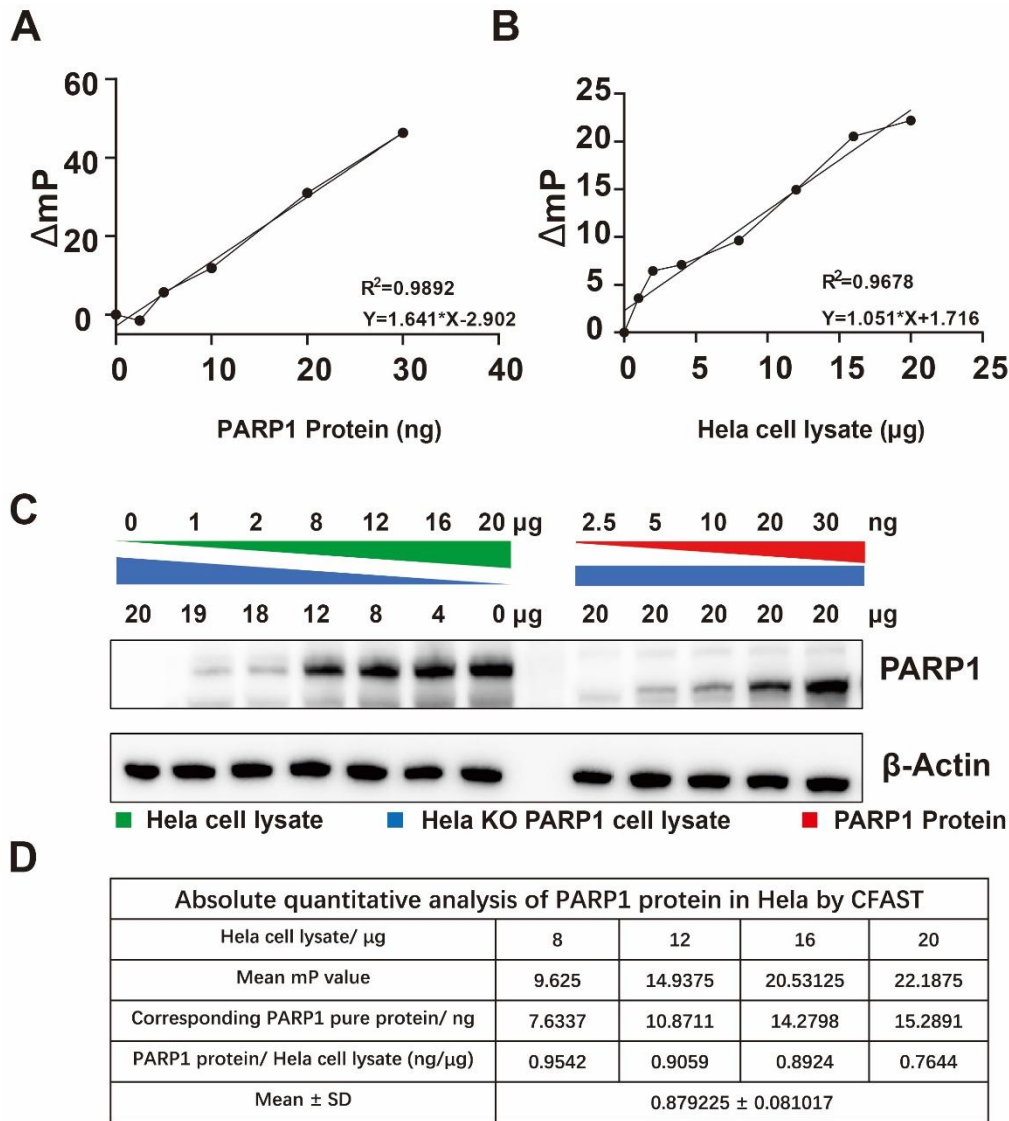 A
B
60
40
20
0
ΔmP
R²=0.9892
Y=1.641*X-2.902
0 10 20 30 40
PARP1 Protein (ng)
25
20
15
10
5
0
ΔmP
R²=0.9678
Y=1.051*X+1.716
0 5 10 15 20 25
Hela cell lysate (μg)
C
0 1 2 8 12 16 20 μg 2.5 5 10 20 30 ng
20 19 18 12 8 4 0 μg 20 20 20 20 20 μg
PARP1
β-Actin
Hela cell lysate Hela KO PARP1 cell lysate PARP1 Protein
D
Absolute quantitative analysis of PARP1 protein in Hela by CFAST
Hela cell lysate/ μg 8 12 16 20
Mean mP value 9.625 14.9375 20.53125 22.1875
Corresponding PARP1 pure protein/ ng 7.6337 10.8711 14.2798 15.2891
PARP1 protein/ Hela cell lysate (ng/μg) 0.9542 0.9059 0.8924 0.7644
Mean ± SD 0.879225 ± 0.081017